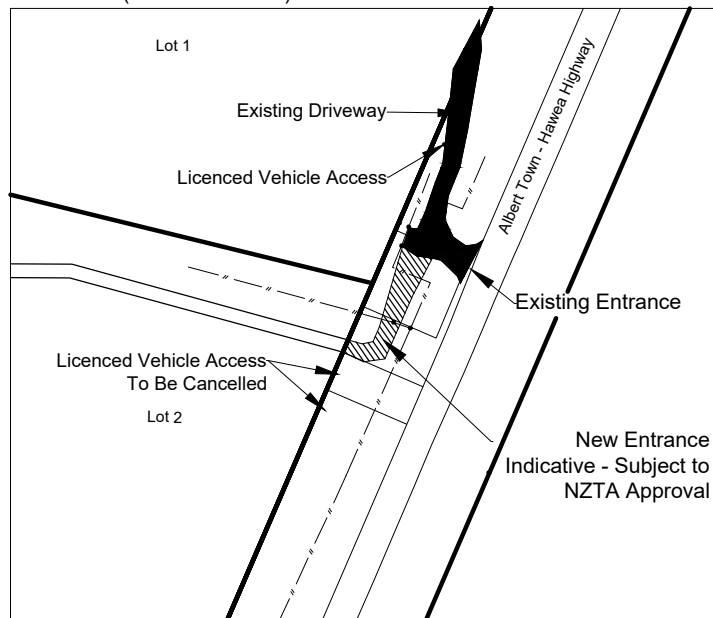 Lot 1
Existing Driveway
Licenced Vehicle Access
Albert Town - Hawea Highway
Existing Entrance
Licenced Vehicle Access
To Be Cancelled
Lot 2
New Entrance
Indicative - Subject to
NZTA Approval